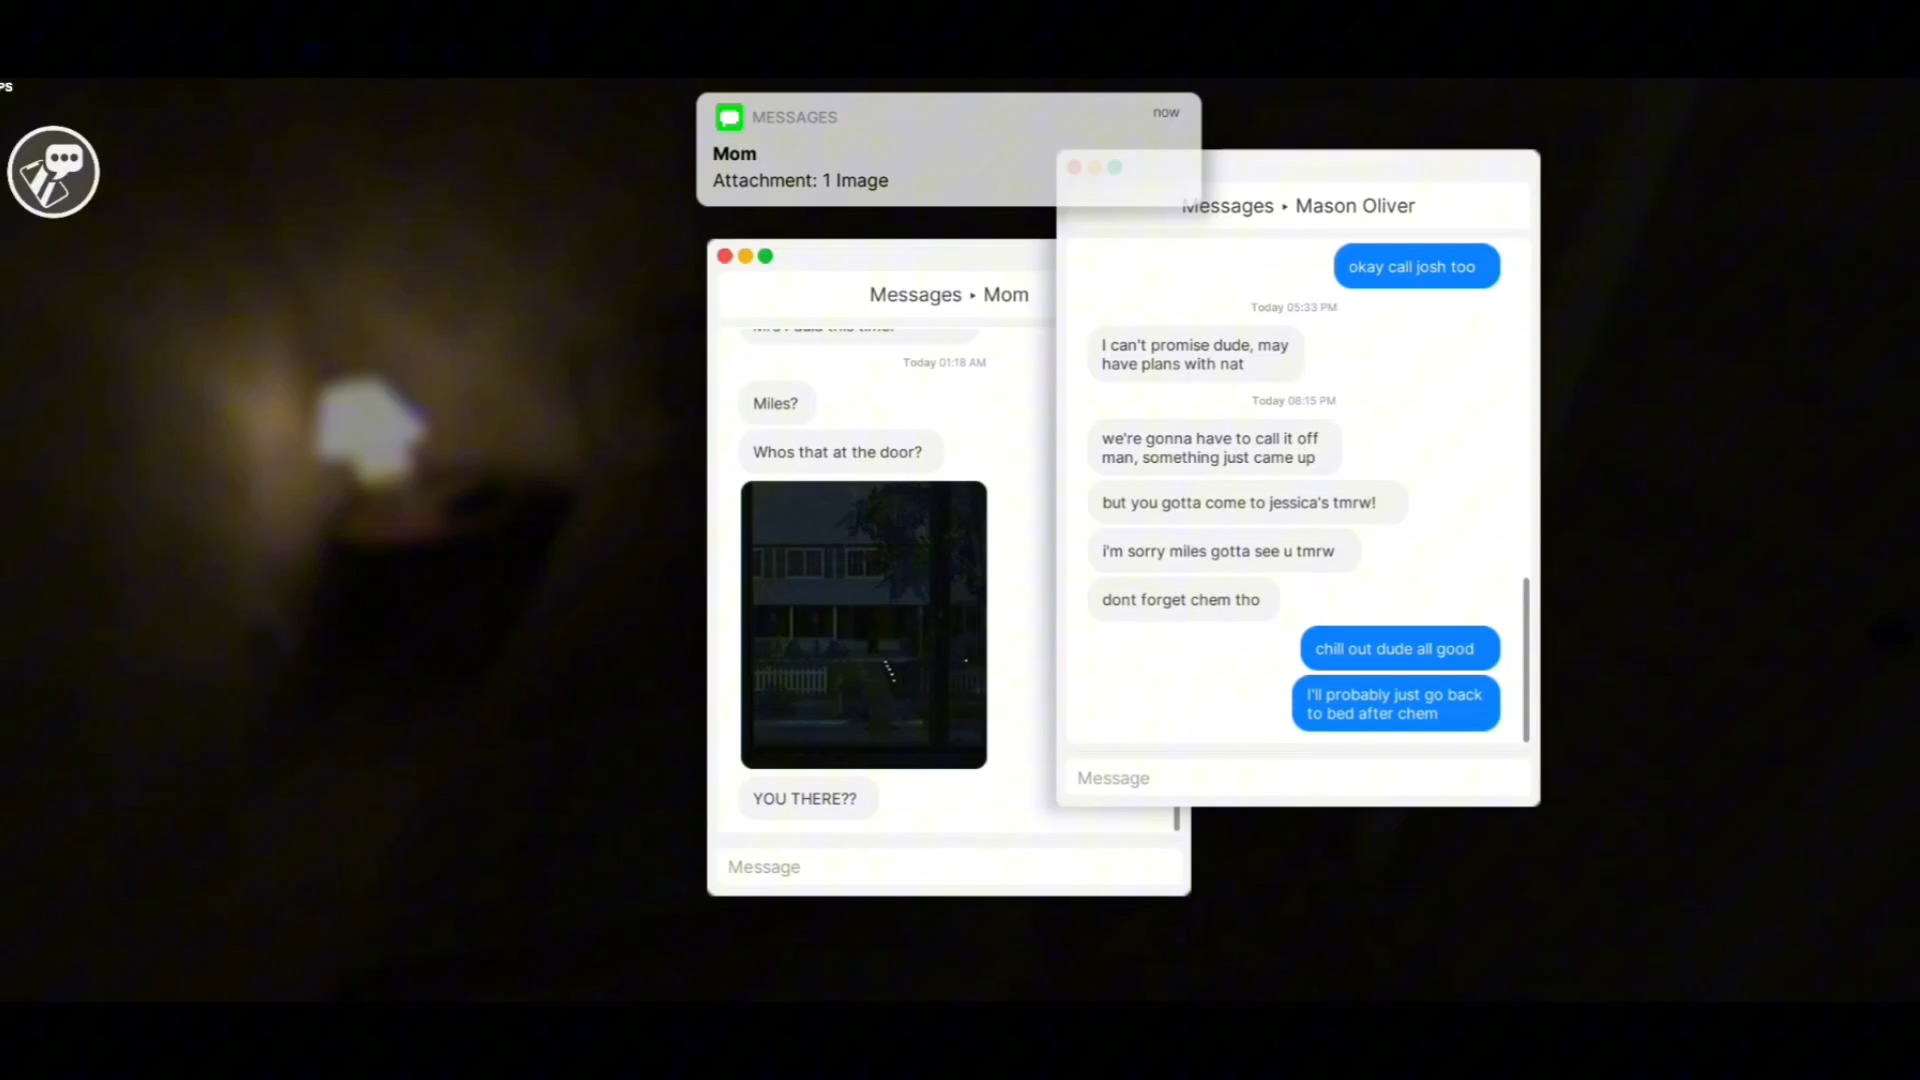 PS
MESSAGES
now
Mom
Attachment: 1 Image
Messages ▸ Mason Oliver
okay call josh too
Today 05:33 PM
I can't promise dude, may
have plans with nat
Today 08:15 PM
we're gonna have to call it off
man, something just came up
but you gotta come to jessica's tmrw!
i'm sorry miles gotta see u tmrw
dont forget chem tho
chill out dude all good
I'll probably just go back
to bed after chem
Message
Messages ▸ Mom
this time!
Today 01:18 AM
Miles?
Whos that at the door?
YOU THERE??
Message